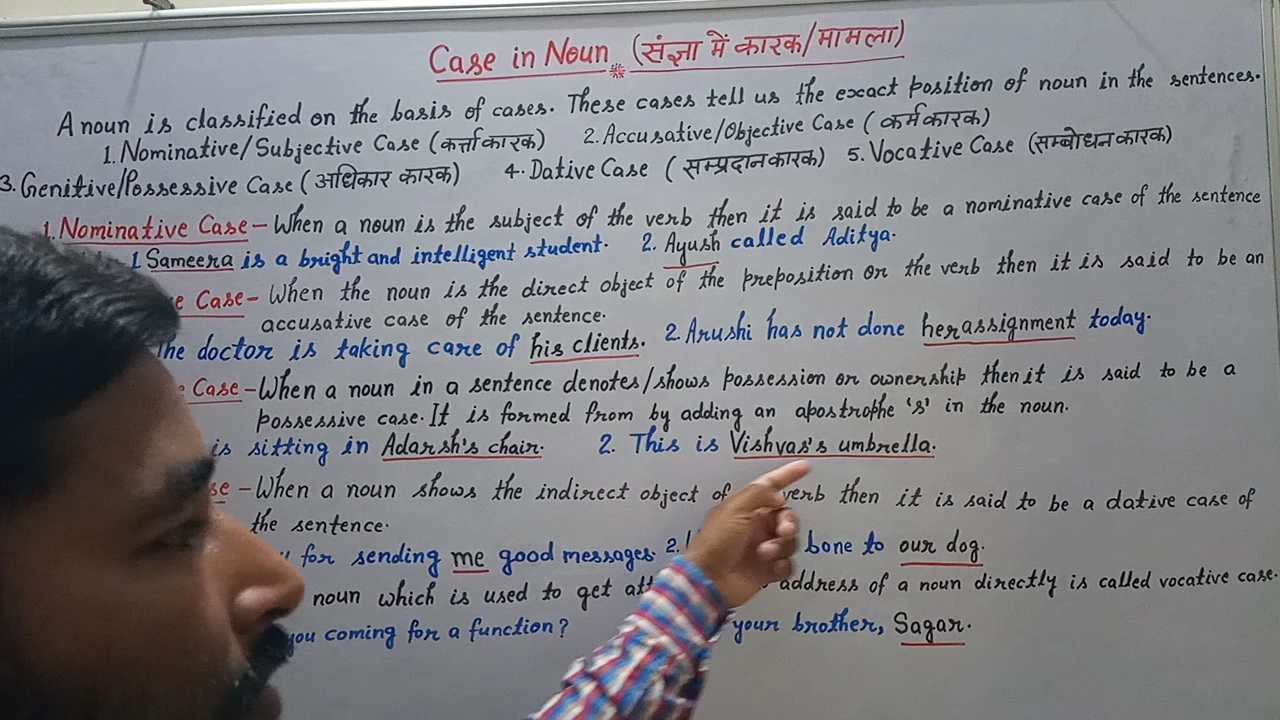 Case in Noun (संज्ञा में कारक/मामला)
A noun is classified on the basis of cases. These cases tell us the exact position of noun in the sentences.
1. Nominative/Subjective Case (कर्त्ता कारक) 2. Accusative/Objective Case (कर्म कारक)
3. Genitive/Possessive Case (अधिकार कारक) 4. Dative Case (सम्प्रदान कारक) 5. Vocative Case (सम्बोधन कारक)
1. Nominative Case - When a noun is the subject of the verb then it is said to be a nominative case of the sentence
1 Sameera is a bright and intelligent student. 2. Ayush called Aditya.
Case - When the noun is the direct object of the preposition or the verb then it is said to be an
accusative case of the sentence.
The doctor is taking care of his clients. 2. Arushi has not done her assignment today.
Case - When a noun in a sentence denotes/shows possession or ownership then it is said to be a
possessive case. It is formed from by adding an apostrophe 's' in the noun.
is sitting in Adarsh's chair. 2. This is Vishvas's umbrella.
- When a noun shows the indirect object of verb then it is said to be a dative case of
the sentence.
for sending me good messages. 2. bone to our dog.
noun which is used to get address of a noun directly is called vocative case.
you coming for a function? your brother, Sagar.